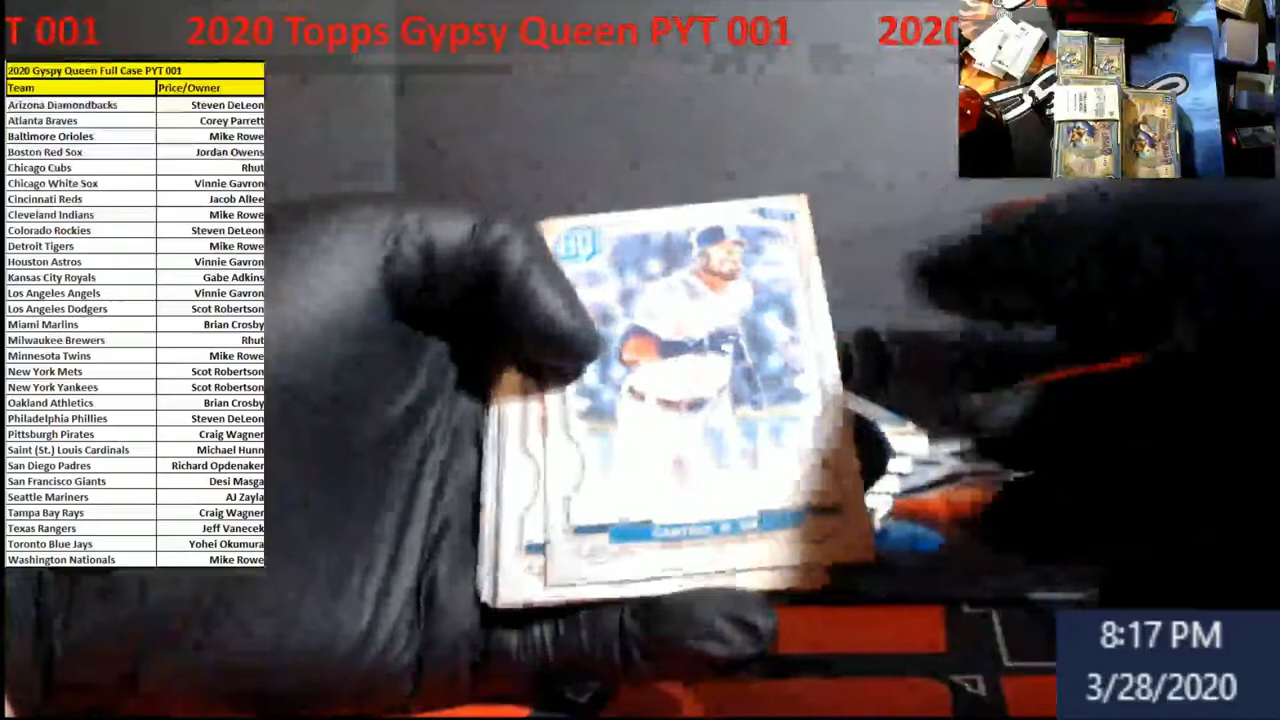 T 001 2020 Topps Gypsy Queen PYT 001 2020
2020 Gyspy Queen Full Case PYT 001
Team Price/Owner
Arizona Diamondbacks Steven DeLeon
Atlanta Braves Corey Parrett
Baltimore Orioles Mike Rowe
Boston Red Sox Jordan Owens
Chicago Cubs Rhut
Chicago White Sox Vinnie Gavron
Cincinnati Reds Jacob Allee
Cleveland Indians Mike Rowe
Colorado Rockies Steven DeLeon
Detroit Tigers Mike Rowe
Houston Astros Vinnie Gavron
Kansas City Royals Gabe Adkins
Los Angeles Angels Vinnie Gavron
Los Angeles Dodgers Scot Robertson
Miami Marlins Brian Crosby
Milwaukee Brewers Rhut
Minnesota Twins Mike Rowe
New York Mets Scot Robertson
New York Yankees Scot Robertson
Oakland Athletics Brian Crosby
Philadelphia Phillies Steven DeLeon
Pittsburgh Pirates Craig Wagner
Saint (St.) Louis Cardinals Michael Hunn
San Diego Padres Richard Opdenaker
San Francisco Giants Desi Masga
Seattle Mariners AJ Zayla
Tampa Bay Rays Craig Wagner
Texas Rangers Jeff Vanecek
Toronto Blue Jays Yohei Okumura
Washington Nationals Mike Rowe
GQ
8:17 PM
3/28/2020